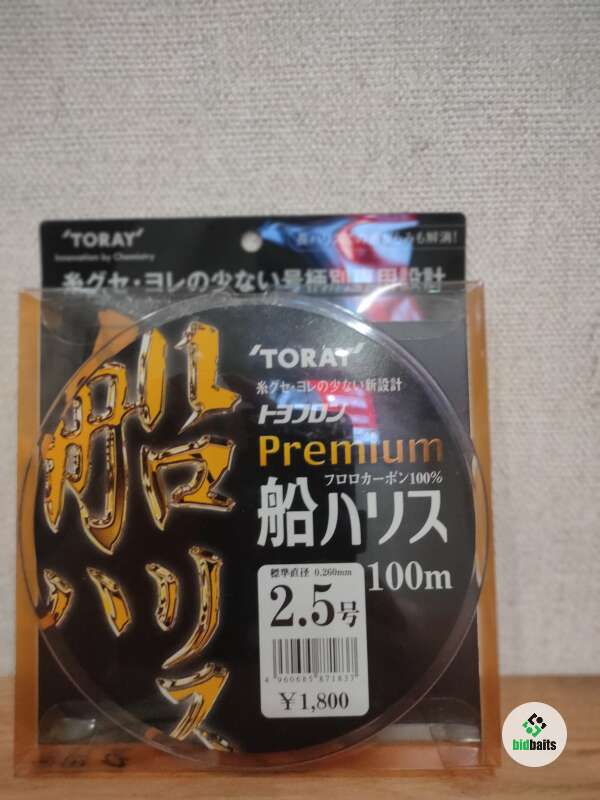 'TORAY'
Innovation by Chemistry
糸グセ・ヨレの少ない号柄別専用設計
船ハリス
'TORAY'
糸グセ・ヨレの少ない新設計
トヨフロン
Premium
フロロカーボン100%
船ハリス
100m
標準直径 0.260mm
2.5号
4 960685 871837
¥1,800
bidbaits